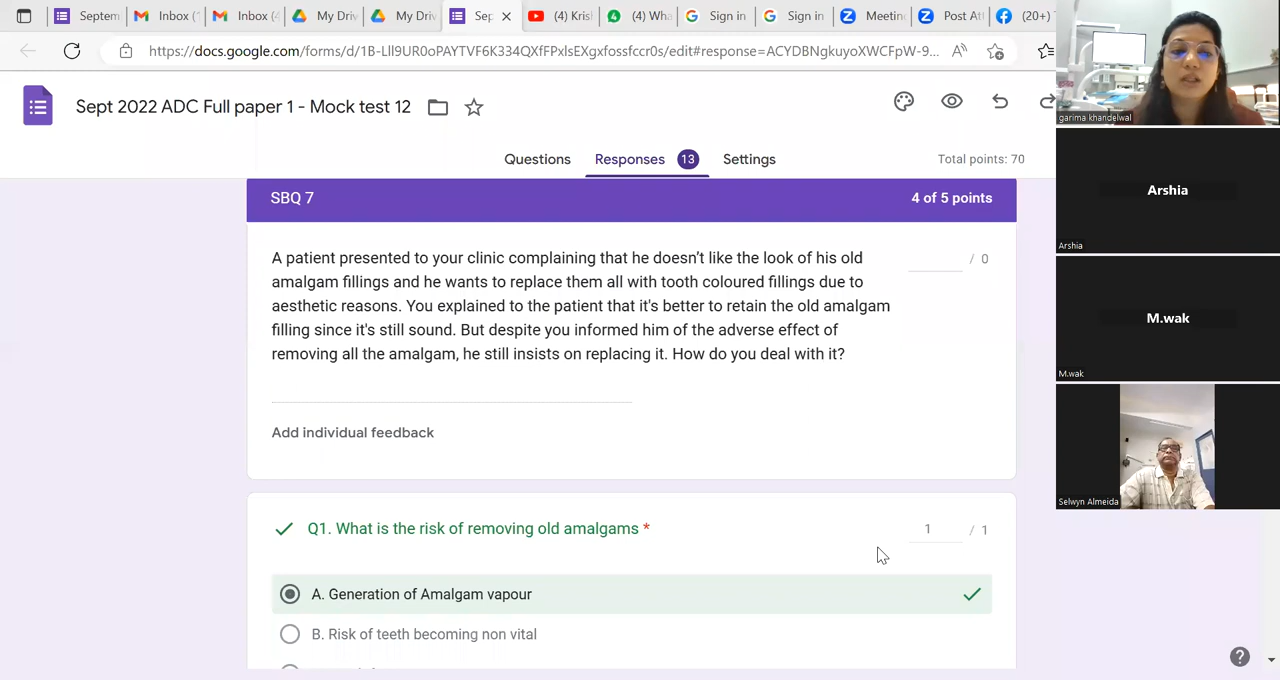 Septem
Inbox (1
Inbox (4
My Driv
My Driv
Sep
(4) Kris
(4) Wha
Sign in
Sign in
Meetin
Post At
(20+)
https://docs.google.com/forms/d/1B-LlI9UR0oPAYTVF6K334QXfFPxlsEXgxfossfccr0s/edit#response=ACYDBNgkuyoXWCFpW-9...
Sept 2022 ADC Full paper 1 - Mock test 12
Questions
Responses 13
Settings
Total points: 70
SBQ 7
4 of 5 points
A patient presented to your clinic complaining that he doesn't like the look of his old
amalgam fillings and he wants to replace them all with tooth coloured fillings due to
aesthetic reasons. You explained to the patient that it's better to retain the old amalgam
filling since it's still sound. But despite you informed him of the adverse effect of
removing all the amalgam, he still insists on replacing it. How do you deal with it?
/ 0
Add individual feedback
Q1. What is the risk of removing old amalgams *
1 / 1
A. Generation of Amalgam vapour
B. Risk of teeth becoming non vital
garima khandelwal
Arshia
Arshia
M.wak
M.wak
Selwyn Almeida